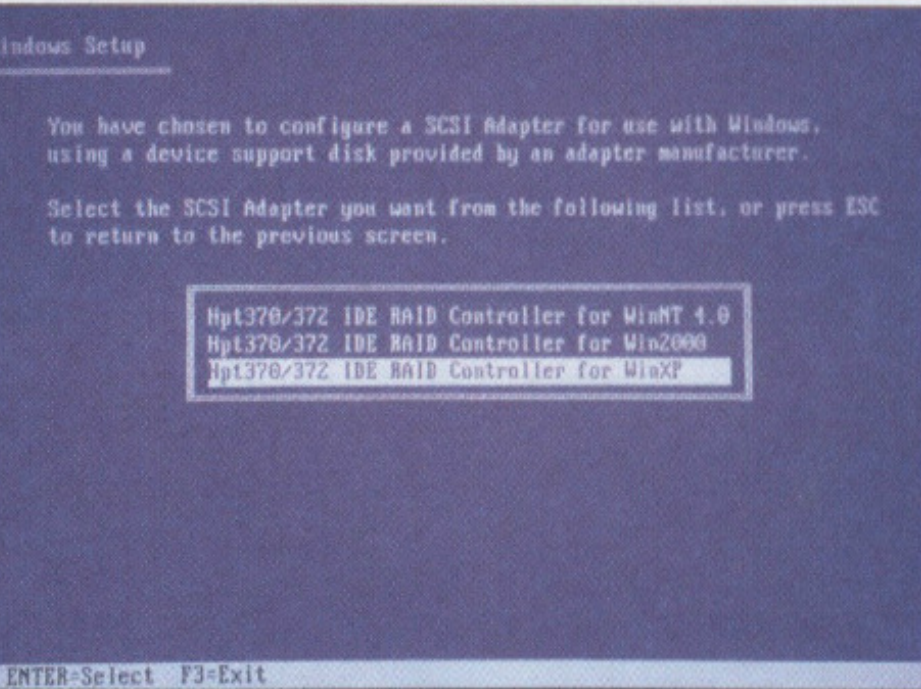 indows Setup
You have chosen to configure a SCSI Adapter for use with Windows,
using a device support disk provided by an adapter manufacturer.
Select the SCSI Adapter you want from the following list, or press ESC
to return to the previous screen.
Hpt370/372 IDE RAID Controller for WinNT 4.0
Hpt370/372 IDE RAID Controller for Win2000
Hpt370/372 IDE RAID Controller for WinXP
ENTER=Select F3=Exit